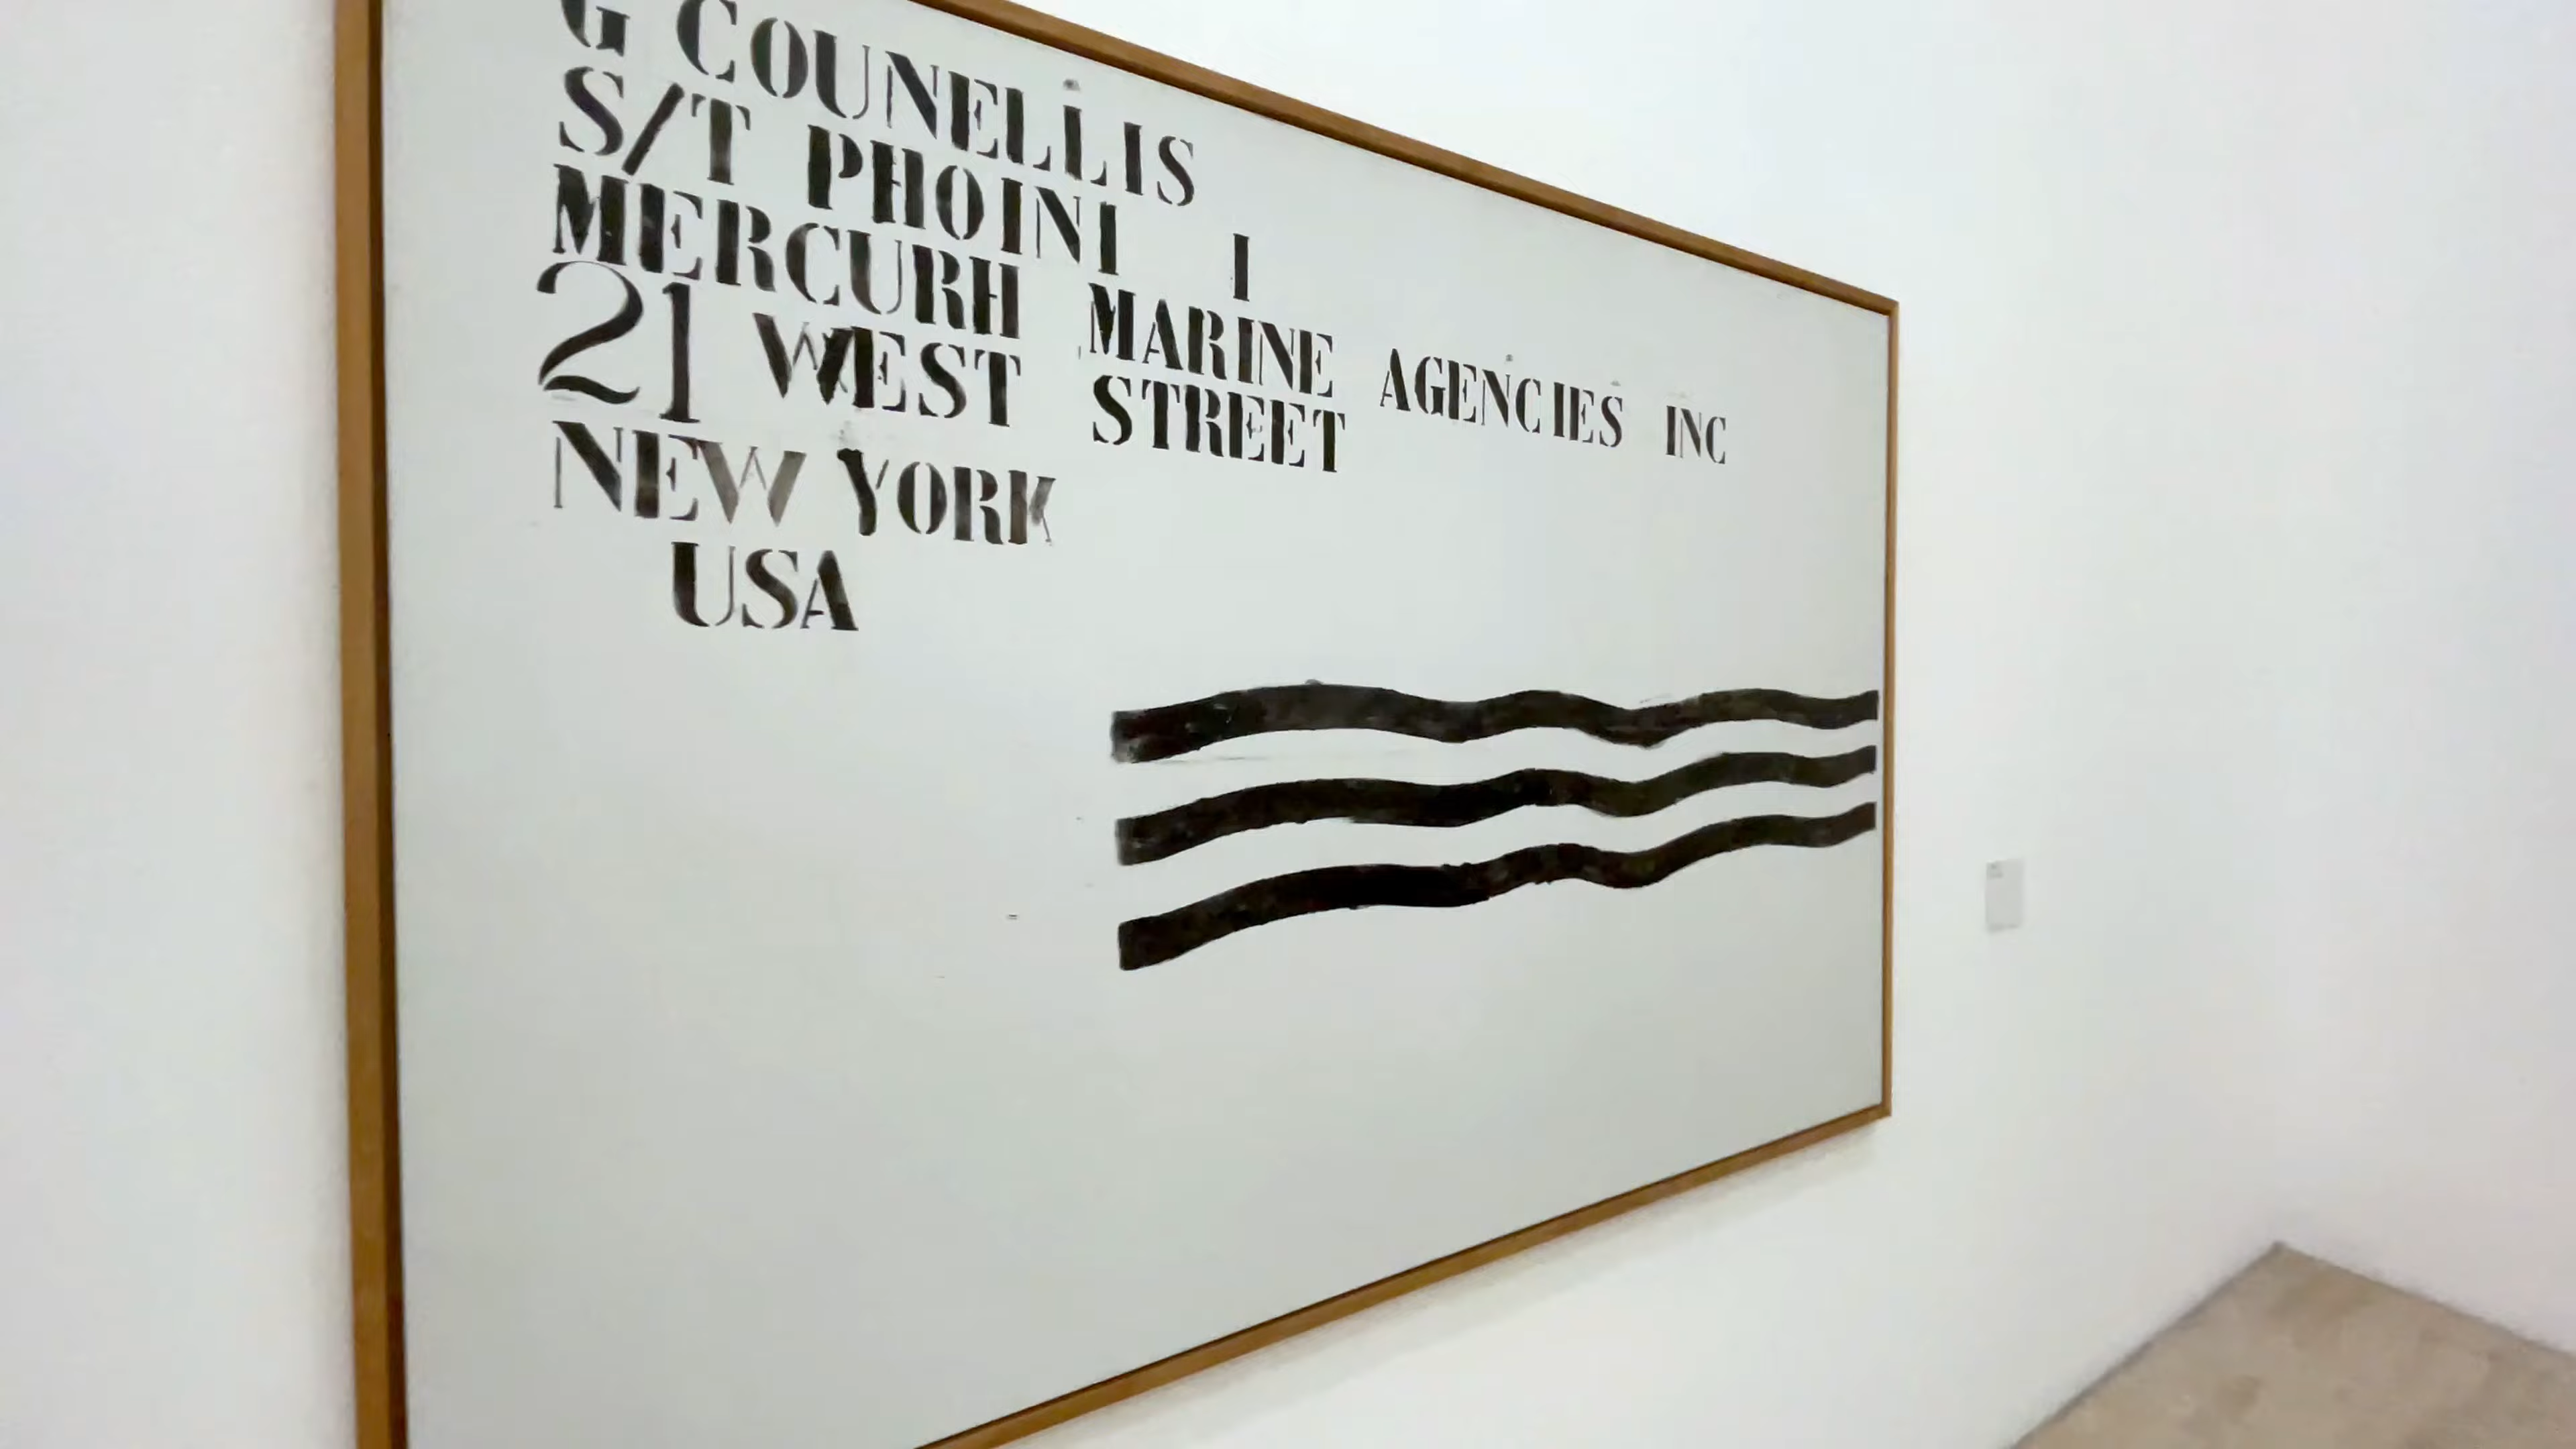 G COUNELLIS
S/T PHOINI I
MERCURH MARINE AGENCIES INC
21 WEST STREET
NEW YORK
USA